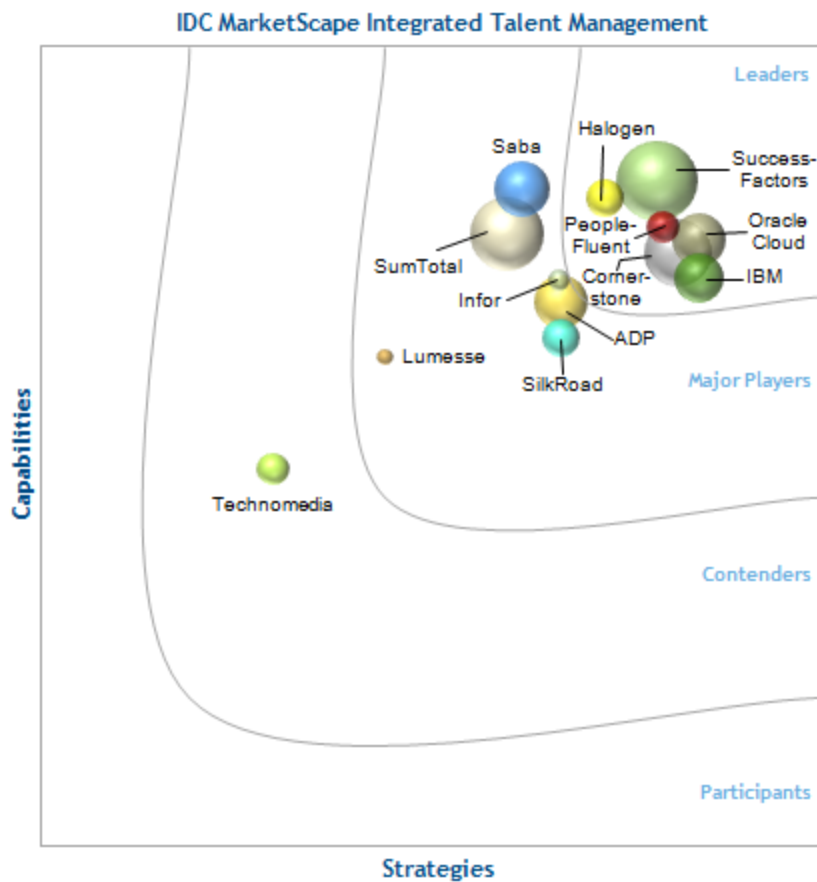 IDC MarketScape Integrated Talent Management
Leaders
Halogen
Saba
Success-
Factors
People-
Fluent
Oracle
Cloud
SumTotal
Corner-
stone
IBM
Infor
ADP
Lumesse
SilkRoad
Major Players
Capabilities
Technomedia
Contenders
Participants
Strategies